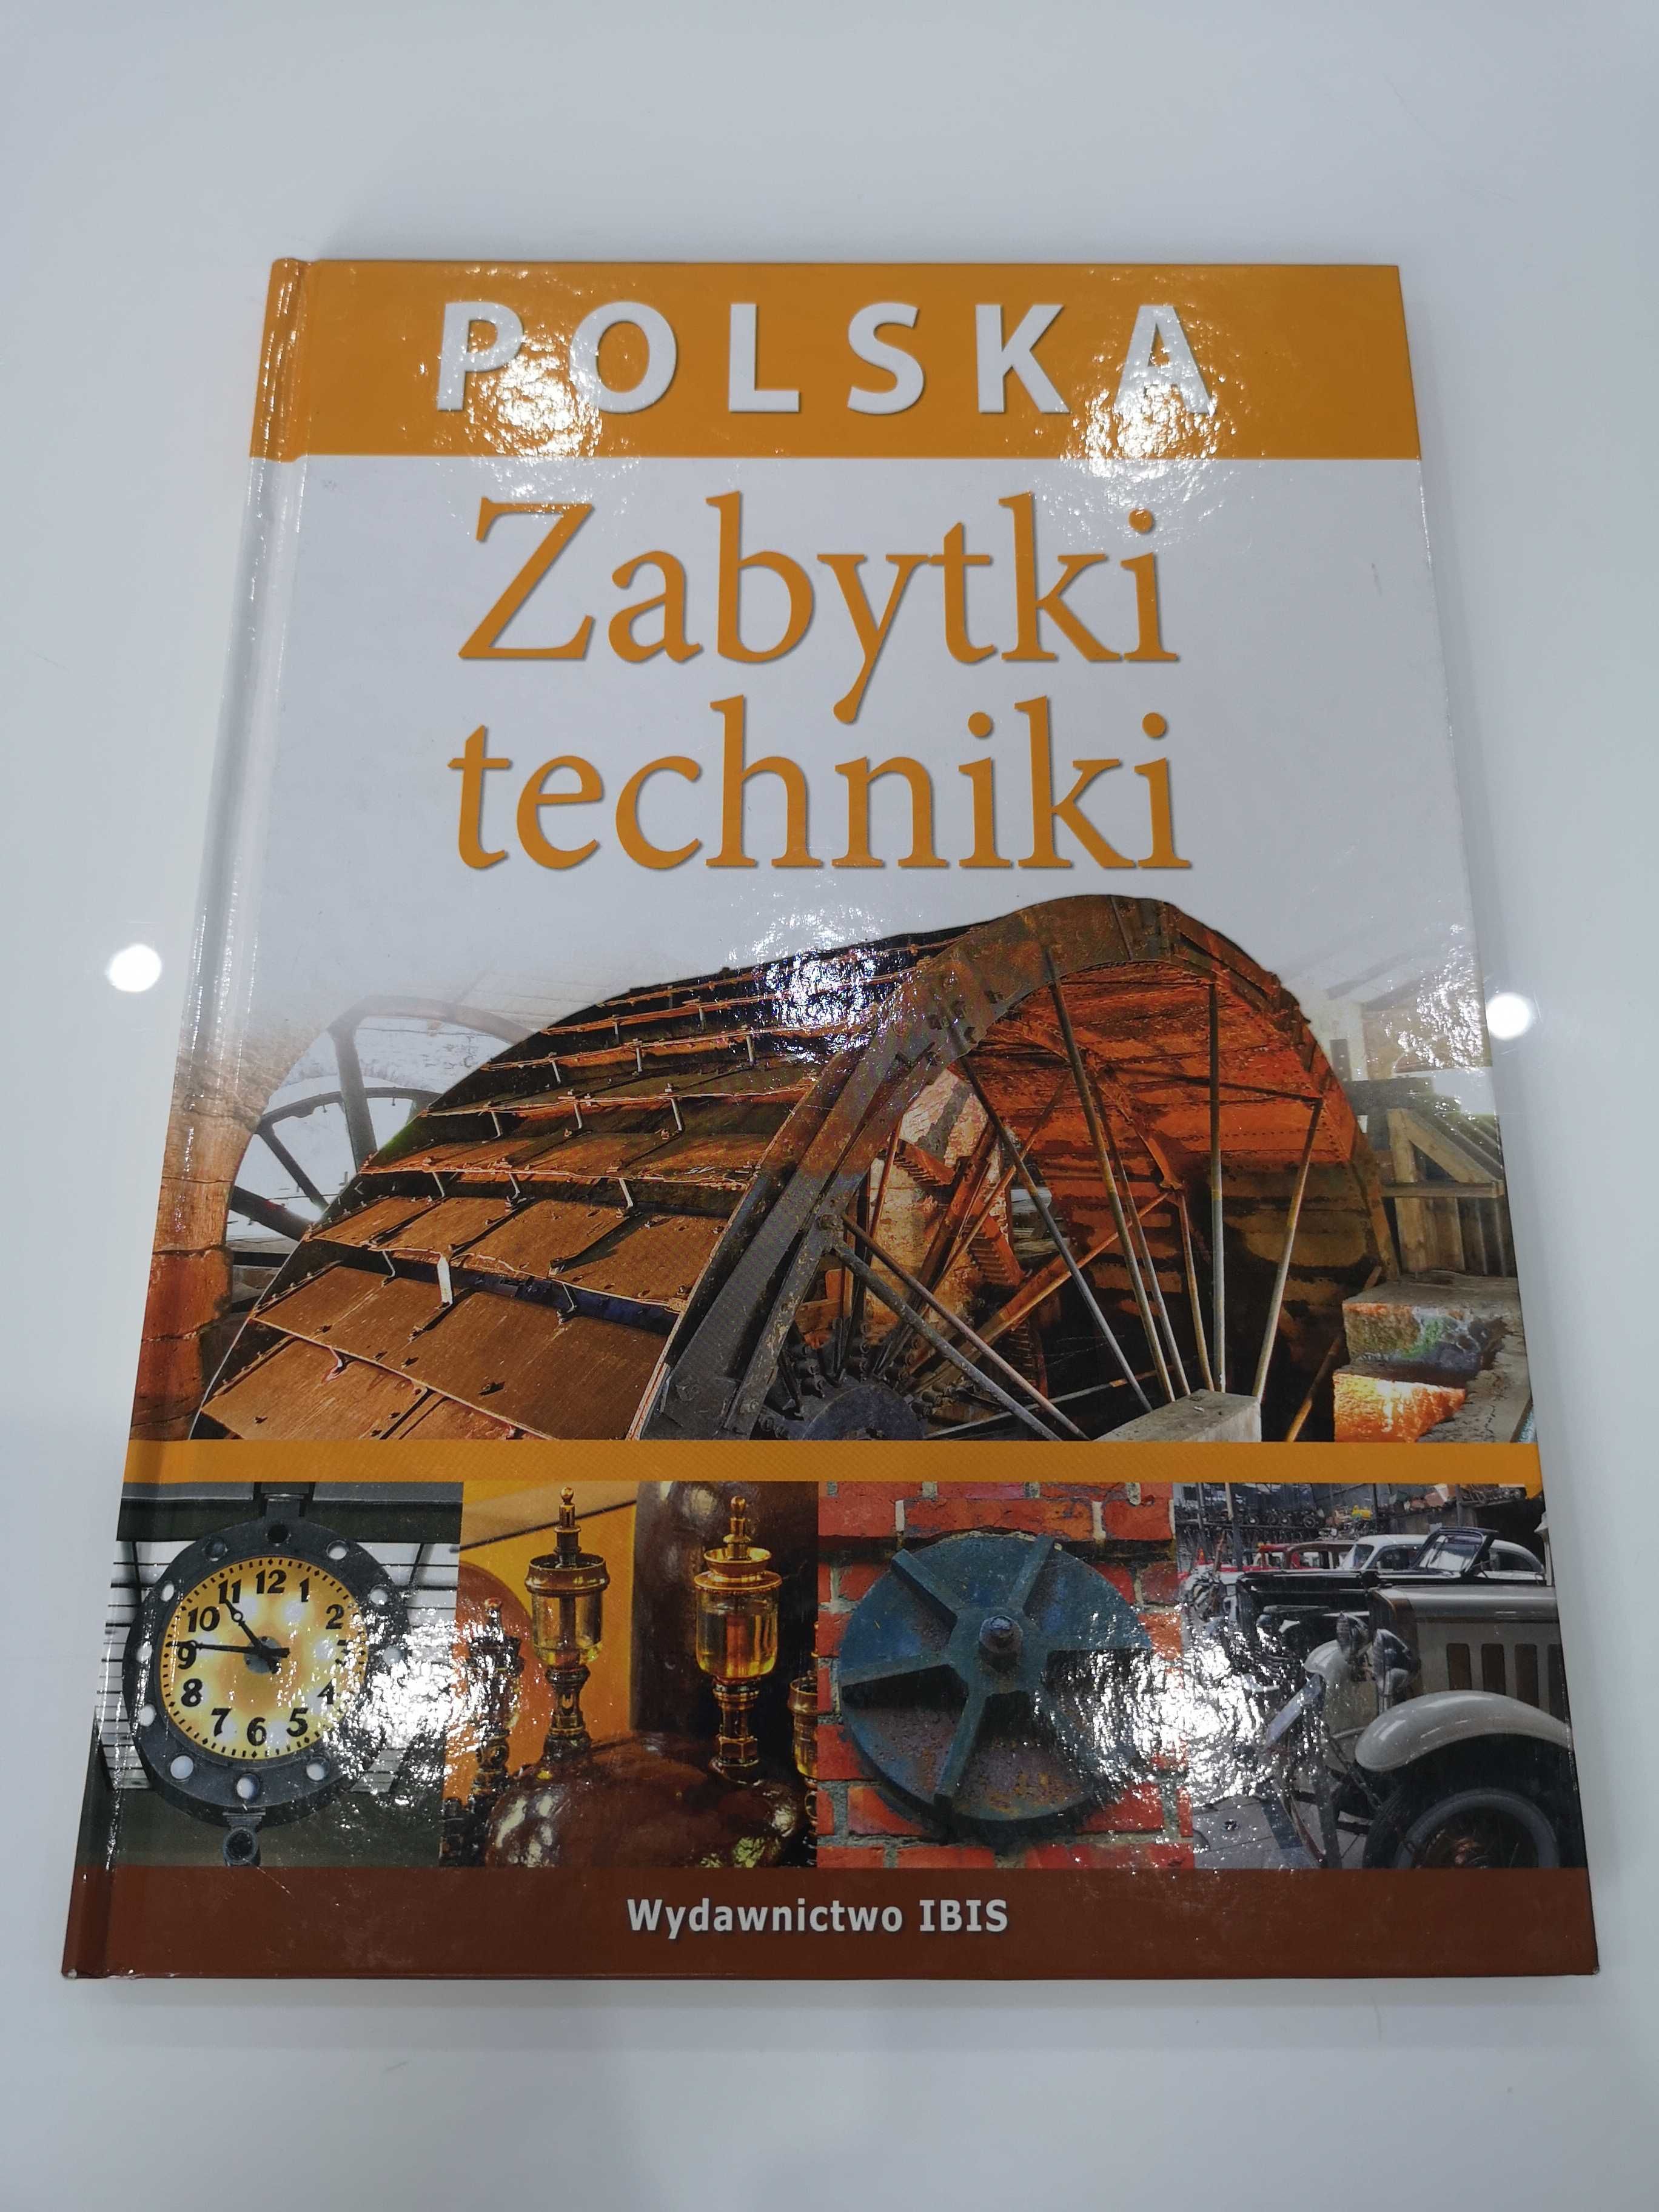 POLSKA
Zabytki
techniki
11 12 1
10 2
9
8 4
7 6 5
Wydawnictwo IBIS